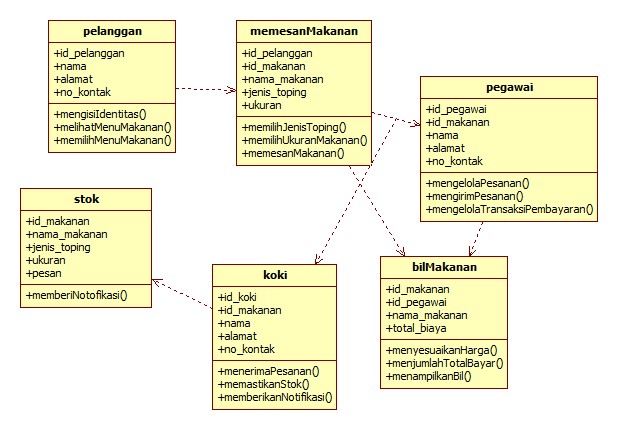 pelanggan
+id_pelanggan
+nama
+alamat
+no_kontak
+mengisiIdentitas()
+melihatMenuMakanan()
+memilihMenuMakanan()
memesanMakanan
+id_pelanggan
+id_makanan
+nama_makanan
+jenis_toping
+ukuran
+memilihJenisToping()
+memilihUkuranMakanan()
+memesanMakanan()
pegawai
+id_pegawai
+id_makanan
+nama
+alamat
+no_kontak
+mengelolaPesanan()
+mengirimPesanan()
+mengelolaTransaksiPembayaran()
stok
+id_makanan
+nama_makanan
+jenis_toping
+ukuran
+pesan
+memberiNotofikasi()
koki
+id_koki
+id_makanan
+nama
+alamat
+no_kontak
+menerimaPesanan()
+memastikanStok()
+memberikanNotifikasi()
bilMakanan
+id_makanan
+id_pegawai
+nama_makanan
+total_biaya
+menyesuaikanHarga()
+menjumlahTotalBayar()
+menampilkanBil()